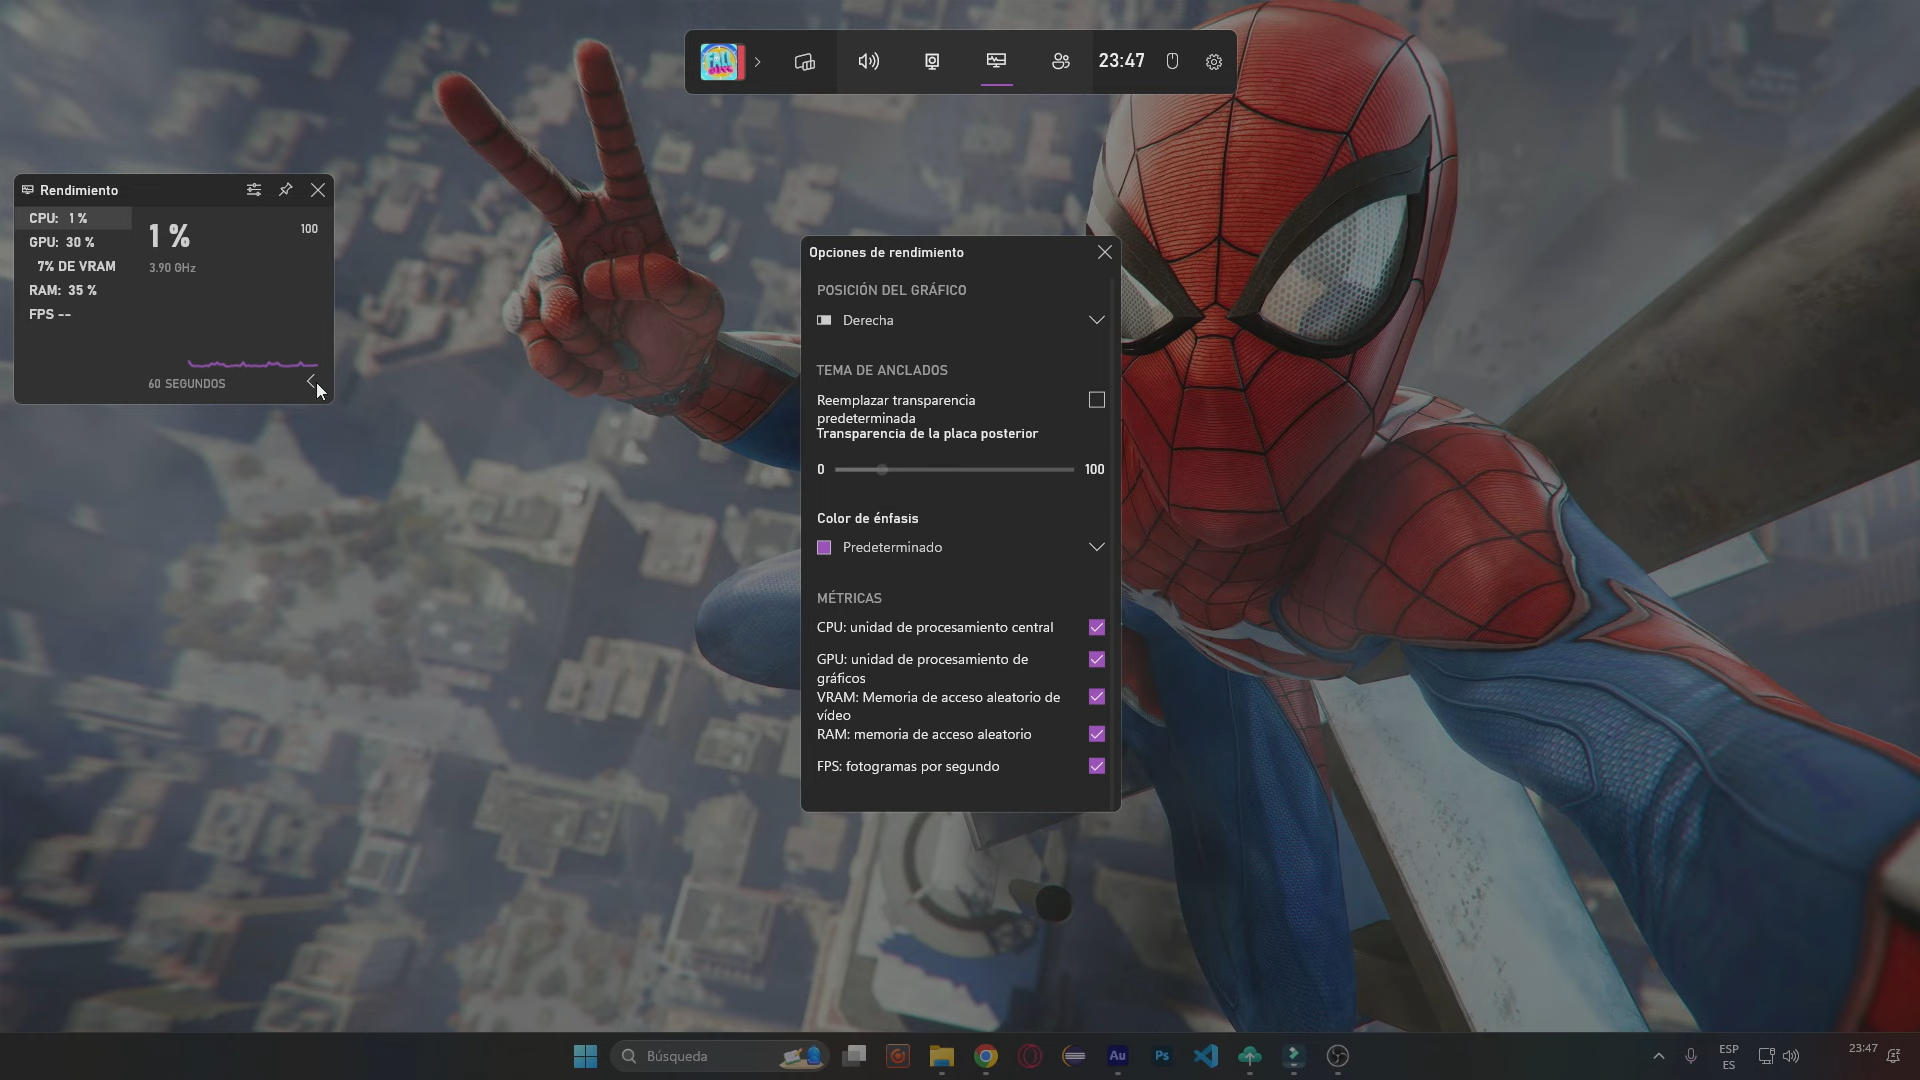 23:47
Rendimiento
CPU: 1 %
GPU: 30 %
7% DE VRAM
RAM: 35 %
FPS --
1 %
3.90 GHz
100
60 SEGUNDOS
Opciones de rendimiento
POSICIÓN DEL GRÁFICO
Derecha
TEMA DE ANCLADOS
Reemplazar transparencia
predeterminada
Transparencia de la placa posterior
0 100
Color de énfasis
Predeterminado
MÉTRICAS
CPU: unidad de procesamiento central
GPU: unidad de procesamiento de
gráficos
VRAM: Memoria de acceso aleatorio de
vídeo
RAM: memoria de acceso aleatorio
FPS: fotogramas por segundo
Búsqueda
Au
Ps
ESP
ES
23:47